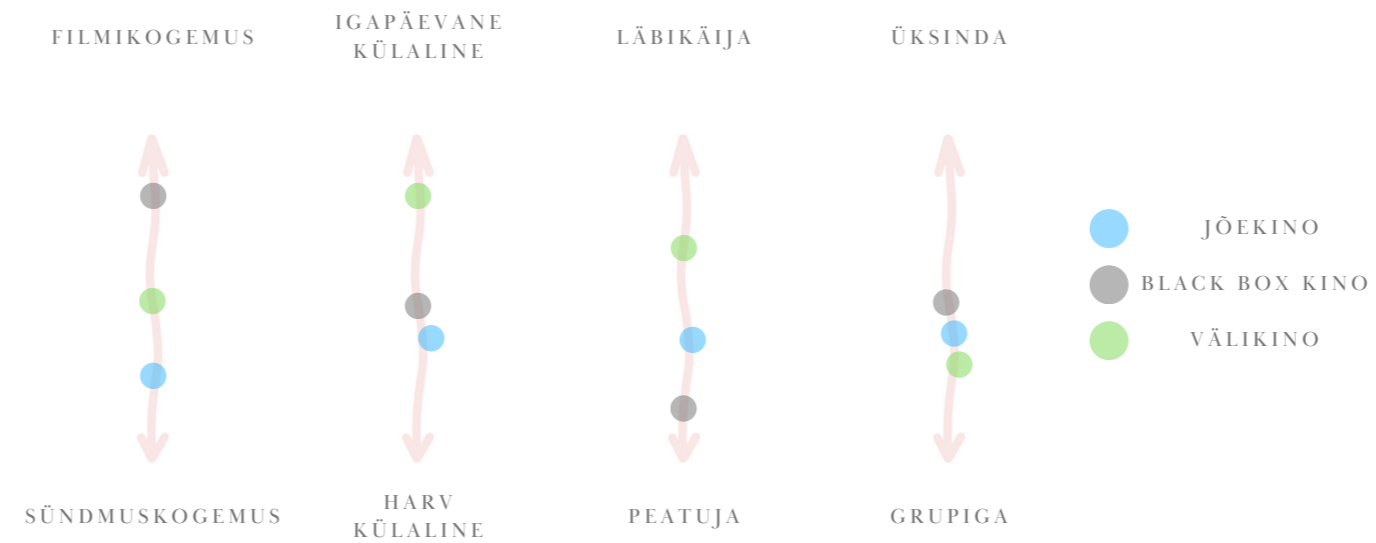 FILMIKOGEMUS
IGAPÄEVANE
KÜLALINE
LÄBIKÄIJA
ÜKSINDA
JÕEKINO
BLACK BOX KINO
VÄLIKINO
SÜNDMUSKOGEMUS
HARV
KÜLALINE
PEATUJA
GRUPIGA